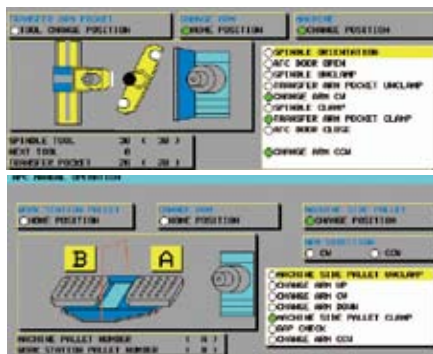 TRANSFER ARM POCKET
CHANGE ARM
MACHINE
TOOL CHANGE POSITION
HOME POSITION
CHANGE POSITION
SPINDLE ORIENTATION
ATC DOOR OPEN
SPINDLE UNCLAMP
TRANSFER ARM POCKET UNCLAMP
CHANGE ARM CW
SPINDLE CLAMP
TRANSFER ARM POCKET CLAMP
ATC DOOR CLOSE
CHANGE ARM CCW
SPINDLE TOOL
NEXT TOOL
TRANSFER POCKET
APC MANUAL OPERATION
WORK STATION PALLET
CHANGE ARM
MACHINE SIDE PALLET
HOME POSITION
HOME POSITION
CHANGE POSITION
CW
CCW
B
A
MACHINE SIDE PALLET UNCLAMP
CHANGE ARM UP
CHANGE ARM CW
CHANGE ARM DOWN
MACHINE SIDE PALLET CLAMP
CHECK
CHANGE ARM CCW
MACHINE PALLET NUMBER
WORK STATION PALLET NUMBER